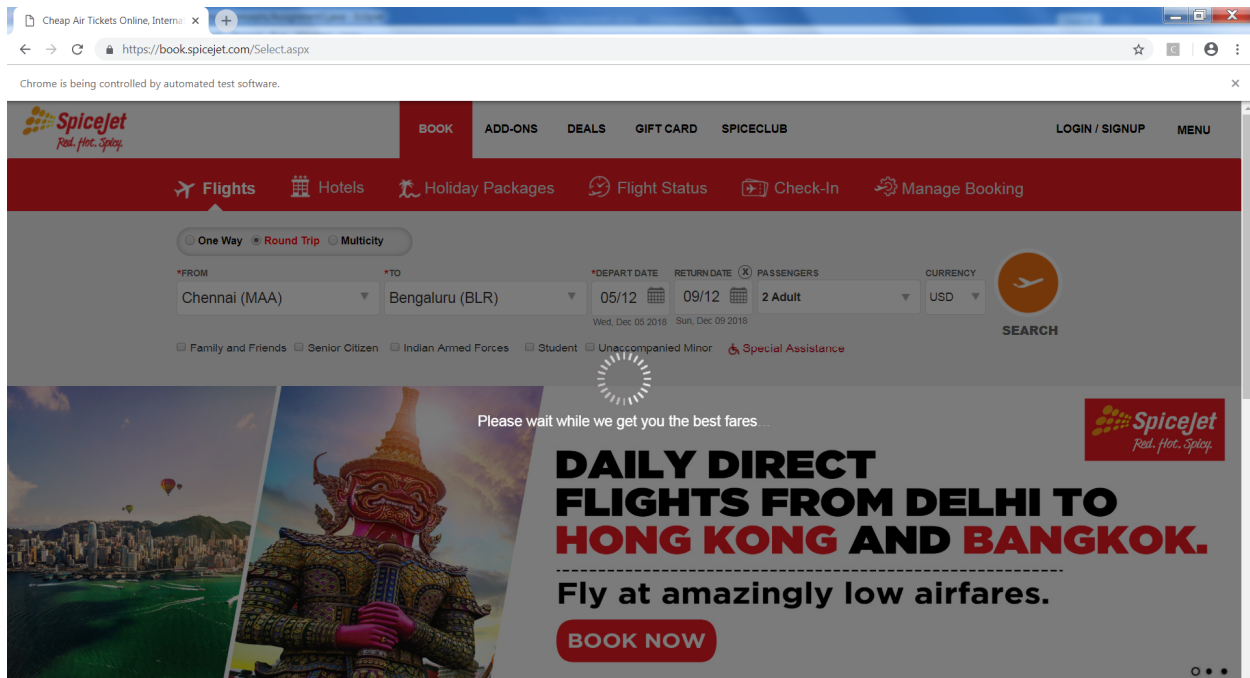 Cheap Air Tickets Online, Interna
https://book.spicejet.com/Select.aspx
Chrome is being controlled by automated test software.
SpiceJet
Red. Hot. Spicy.
BOOK ADD-ONS DEALS GIFT CARD SPICECLUB LOGIN / SIGNUP MENU
Flights Hotels Holiday Packages Flight Status Check-In Manage Booking
One Way Round Trip Multicity
*FROM *TO *DEPART DATE RETURN DATE X PASSENGERS CURRENCY
Chennai (MAA) Bengaluru (BLR) 05/12 09/12 2 Adult USD
Wed, Dec 05 2018 Sun, Dec 09 2018
SEARCH
Family and Friends Senior Citizen Indian Armed Forces Student Unaccompanied Minor Special Assistance
Please wait while we get you the best fares...
SpiceJet
Red. Hot. Spicy.
DAILY DIRECT
FLIGHTS FROM DELHI TO
HONG KONG AND BANGKOK.
Fly at amazingly low airfares.
BOOK NOW